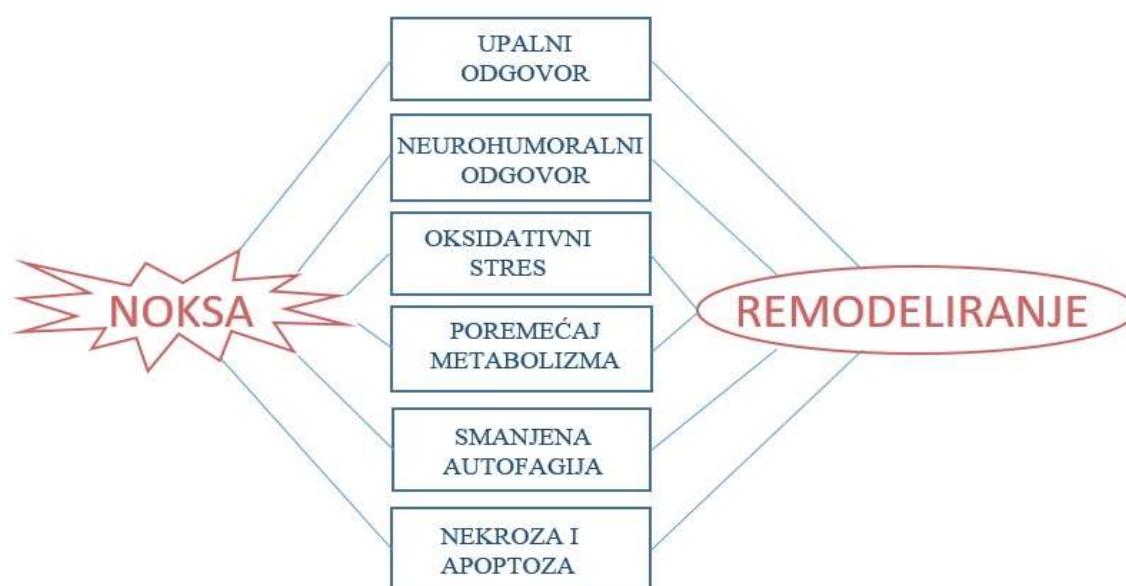 UPALNI
ODGOVOR
NEUROHUMORALNI
ODGOVOR
OKSIDATIVNI
STRES
NOKSA
REMODELIRANJE
POREMEĆAJ
METABOLIZMA
SMANJENA
AUTOFAGIJA
NEKROZA I
APOPTOZA